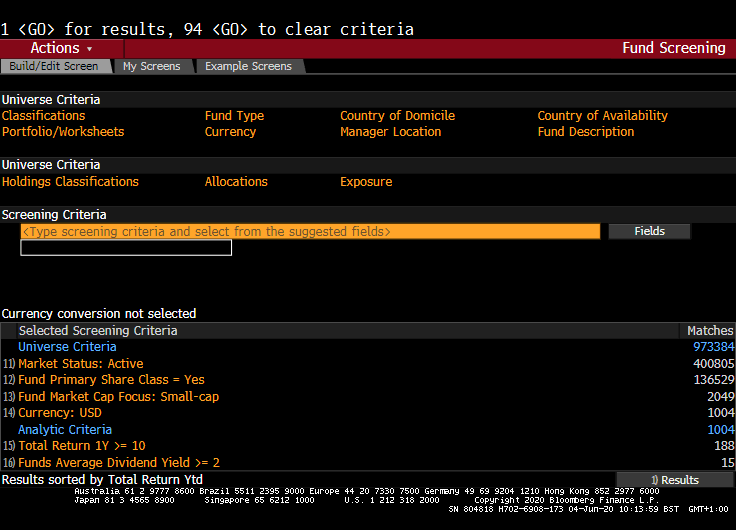 1 <GO> for results, 94 <GO> to clear criteria
Actions Fund Screening
Build/Edit Screen My Screens Example Screens
Universe Criteria
Classifications Fund Type Country of Domicile Country of Availability
Portfolio/Worksheets Currency Manager Location Fund Description
Universe Criteria
Holdings Classifications Allocations Exposure
Screening Criteria
<Type screening criteria and select from the suggested fields> Fields
Currency conversion not selected
Selected Screening Criteria Matches
Universe Criteria 973384
11) Market Status: Active 400805
12) Fund Primary Share Class = Yes 136529
13) Fund Market Cap Focus: Small-cap 2049
14) Currency: USD 1004
Analytic Criteria 1004
15) Total Return 1Y >= 10 188
16) Funds Average Dividend Yield >= 2 15
Results sorted by Total Return Ytd 1) Results
Australia 61 2 9777 8600 Brazil 5511 2395 9000 Europe 44 20 7330 7500 Germany 49 69 9204 1210 Hong Kong 852 2977 6000
Japan 81 3 4565 8900 Singapore 65 6212 1000 U.S. 1 212 318 2000 Copyright 2020 Bloomberg Finance L.P.
SN 804818 H702-6908-173 04-Jun-20 10:13:59 BST GMT+1:00